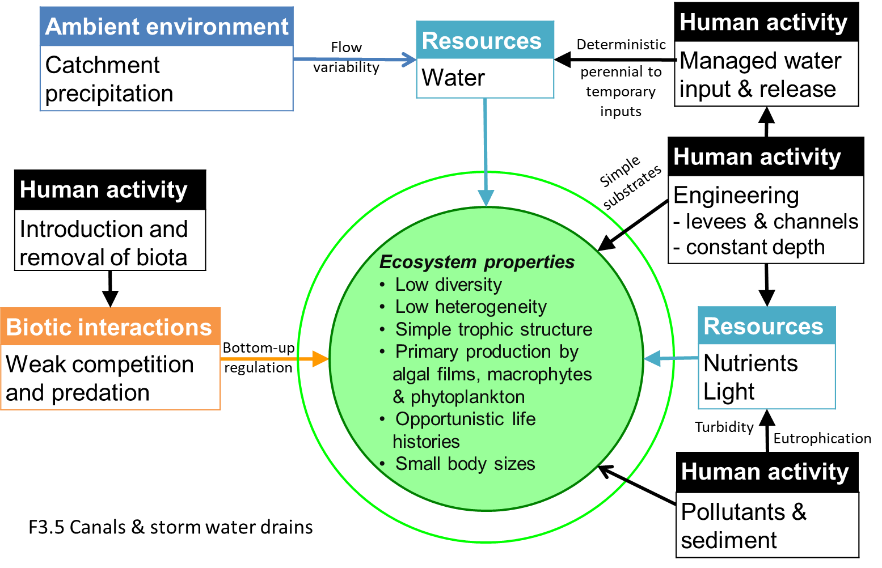 Ambient environment
Catchment
precipitation
Flow
variability
Resources
Water
Deterministic
perennial to
temporary
inputs
Human activity
Managed water
input & release
Human activity
Engineering
- levees & channels
- constant depth
Simple
substrates
Human activity
Introduction and
removal of biota
Biotic interactions
Weak competition
and predation
Bottom-up
regulation
Ecosystem properties
• Low diversity
• Low heterogeneity
• Simple trophic structure
• Primary production by
algal films, macrophytes
& phytoplankton
• Opportunistic life
histories
• Small body sizes
Resources
Nutrients
Light
Turbidity
Eutrophication
Human activity
Pollutants &
sediment
F3.5 Canals & storm water drains